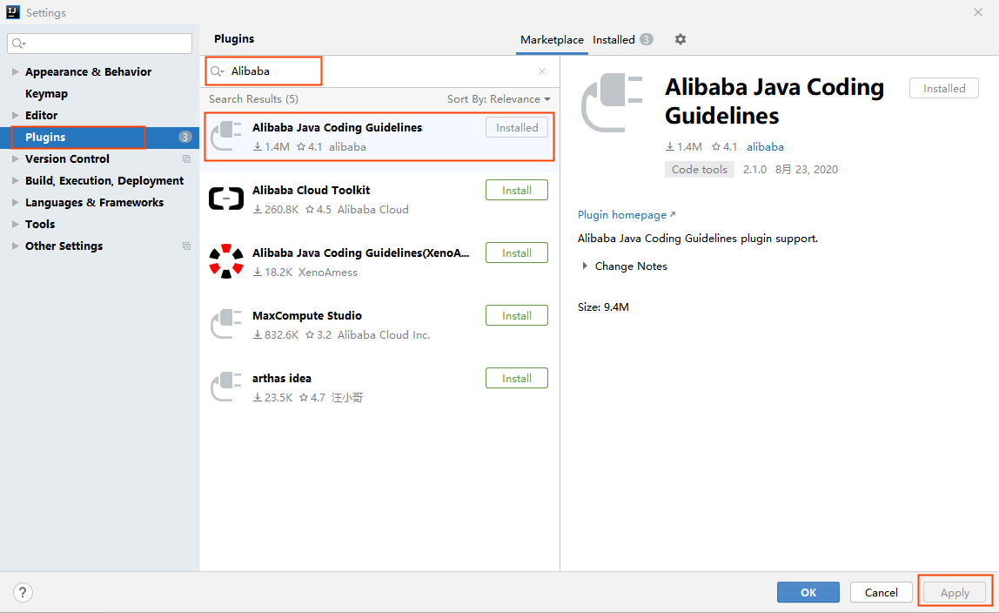 Settings
Appearance & Behavior
Keymap
Editor
Plugins
3
Version Control
Build, Execution, Deployment
Languages & Frameworks
Tools
Other Settings
Plugins
Marketplace
Installed 3
Alibaba
Search Results (5)
Sort By: Relevance
Alibaba Java Coding Guidelines
Installed
1.4M 4.1 alibaba
Alibaba Cloud Toolkit
Install
260.8K 4.5 Alibaba Cloud
Alibaba Java Coding Guidelines(XenoA...
Install
18.2K XenoAmess
MaxCompute Studio
Install
832.6K 3.2 Alibaba Cloud Inc.
arthas idea
Install
23.5K 4.7 汪小哥
Alibaba Java Coding
Guidelines
Installed
1.4M 4.1 alibaba
Code tools 2.1.0 8月 23, 2020
Plugin homepage
Alibaba Java Coding Guidelines plugin support.
Change Notes
Size: 9.4M
?
OK
Cancel
Apply